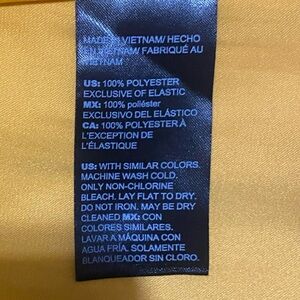 MADE IN VIETNAM/ HECHO
EN VIETNAM/ FABRIQUÉ AU
VIETNAM
US: 100% POLYESTER
EXCLUSIVE OF ELASTIC
MX: 100% poliéster
EXCLUSIVO DEL ELÁSTICO
CA: 100% POLYESTER À
L'EXCEPTION DE
L'ÉLASTIQUE
US: WITH SIMILAR COLORS.
MACHINE WASH COLD.
ONLY NON-CHLORINE
BLEACH. LAY FLAT TO DRY.
DO NOT IRON. MAY BE DRY
CLEANED MX: CON
COLORES SIMILARES.
LAVAR A MÁQUINA CON
AGUA FRÍA. SOLAMENTE
BLANQUEADOR SIN CLORO.